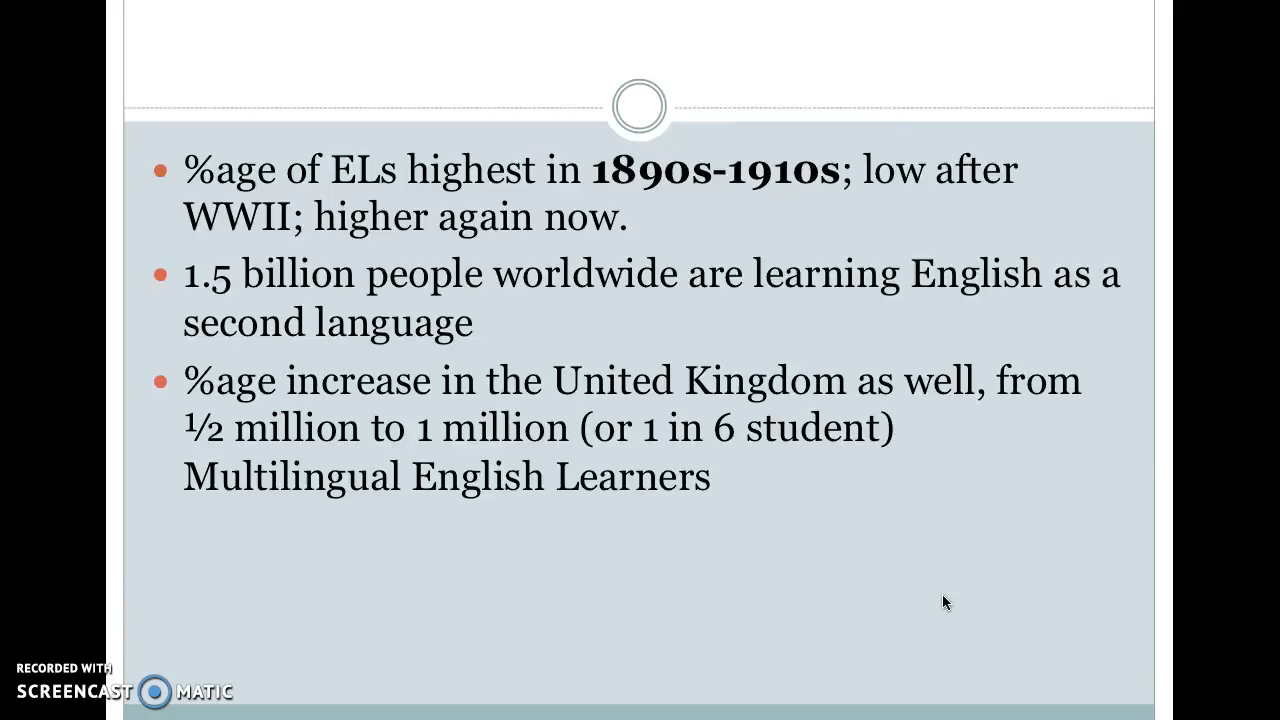 %age of ELs highest in 1890s-1910s; low after
WWII; higher again now.
1.5 billion people worldwide are learning English as a
second language
%age increase in the United Kingdom as well, from
½ million to 1 million (or 1 in 6 student)
Multilingual English Learners
RECORDED WITH
SCREENCAST MATIC